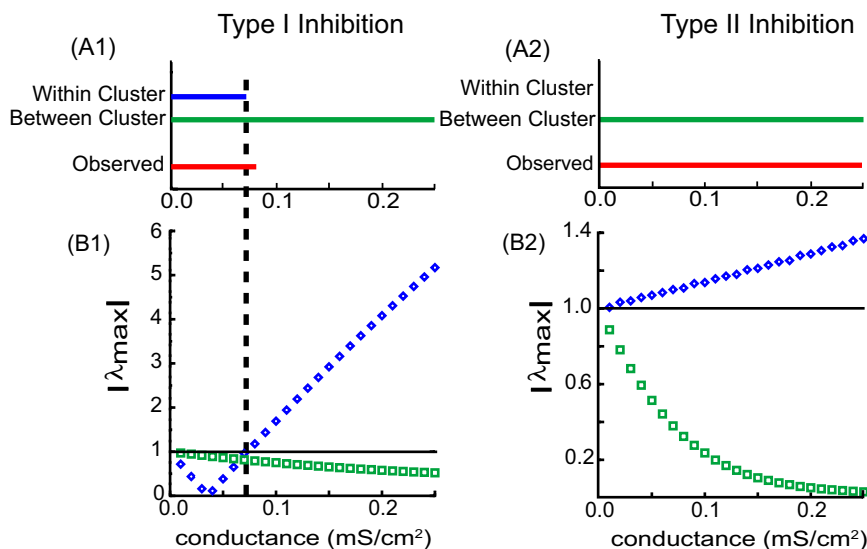 Type I Inhibition
Type II Inhibition
(A1)
Within Cluster
Between Cluster
Observed
0.0 0.1 0.2
(A2)
Within Cluster
Between Cluster
Observed
0.0 0.1 0.2
(B1)
6
5
4
3
2
1
0
|λmax|
0.0 0.1 0.2
conductance (mS/cm²)
(B2)
1.4
1.0
0.6
0.2
|λmax|
0.0 0.1 0.2
conductance (mS/cm²)